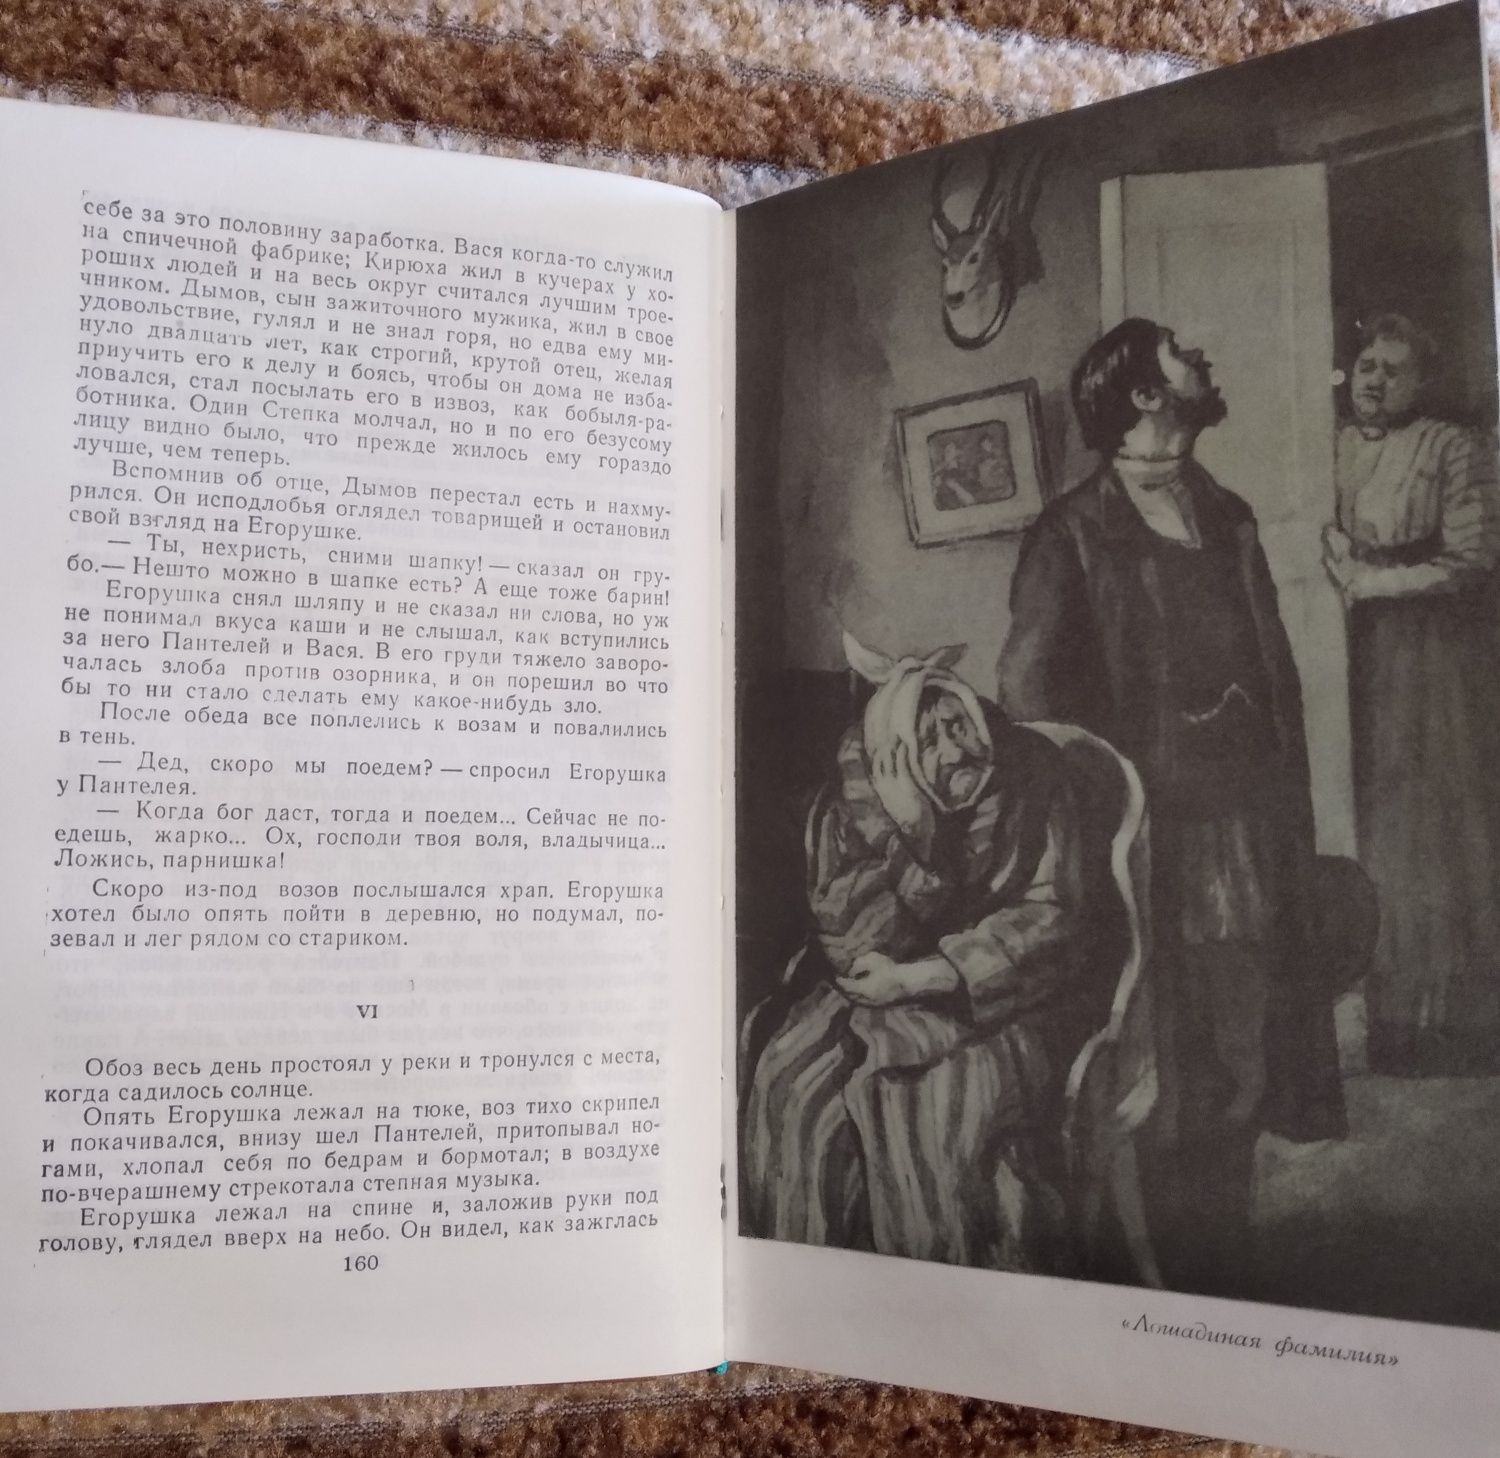 себе за это половину заработка. Вася когда-то служил
на спичечной фабрике; Кирюха жил в кучерах у хо-
роших людей и на весь округ считался лучшим трое-
чником. Дымов, сын зажиточного мужика, жил в свое
удовольствие, гулял и не знал горя, но едва ему ми-
нуло двадцать лет, как строгий, крутой отец, желая
приучить его к делу и боясь, чтобы он дома не изба-
ловался, стал посылать его в извоз, как бобыля-ра-
ботника. Один Степка молчал, но и по его безусому
лицу видно было, что прежде жилось ему гораздо
лучше, чем теперь.
Вспомнив об отце, Дымов перестал есть и нахму-
рился. Он исподлобья оглядел товарищей и остановил
свой взгляд на Егорушке.
— Ты, нехристь, сними шапку! — сказал он гру-
бо.— Нешто можно в шапке есть? А еще тоже барин!
Егорушка снял шляпу и не сказал ни слова, но уж
не понимал вкуса каши и не слышал, как вступились
за него Пантелей и Вася. В его груди тяжело заворо-
чалась злоба против озорника, и он порешил во что
бы то ни стало сделать ему какое-нибудь зло.
После обеда все поплелись к возам и повалились
в тень.
— Дед, скоро мы поедем? — спросил Егорушка
у Пантелея.
— Когда бог даст, тогда и поедем... Сейчас не по-
едешь, жарко... Ох, господи твоя воля, владычица...
Ложись, парнишка!
Скоро из-под возов послышался храп. Егорушка
хотел было опять пойти в деревню, но подумал, по-
зевал и лег рядом со стариком.
VI
Обоз весь день простоял у реки и тронулся с места,
когда садилось солнце.
Опять Егорушка лежал на тюке, воз тихо скрипел
и покачивался, внизу шел Пантелей, притопывал но-
гами, хлопал себя по бедрам и бормотал; в воздухе
по-вчерашнему стрекотала степная музыка.
Егорушка лежал на спине и, заложив руки под
голову, глядел вверх на небо. Он видел, как зажглась
160
«Лошадиная фамилия»